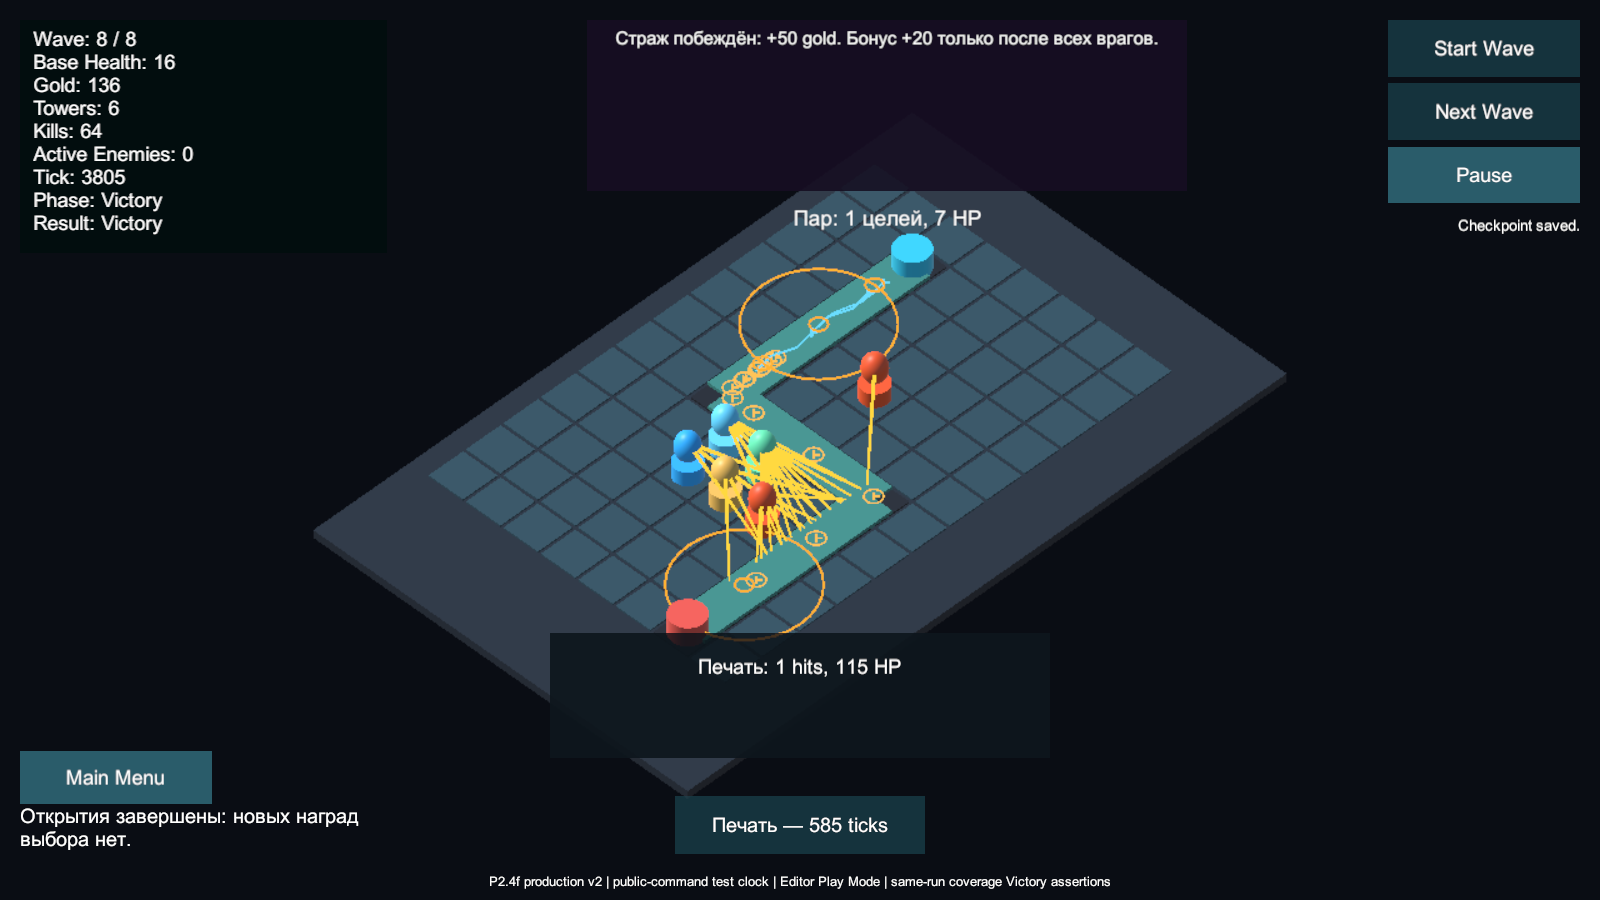 Wave: 8 / 8
Base Health: 16
Gold: 136
Towers: 6
Kills: 64
Active Enemies: 0
Tick: 3805
Phase: Victory
Result: Victory
Страж побеждён: +50 gold. Бонус +20 только после всех врагов.
Start Wave
Next Wave
Pause
Checkpoint saved.
Пар: 1 целей, 7 HP
Печать: 1 hits, 115 HP
Main Menu
Открытия завершены: новых наград
выбора нет.
Печать — 585 ticks
P2.4f production v2 | public-command test clock | Editor Play Mode | same-run coverage Victory assertions